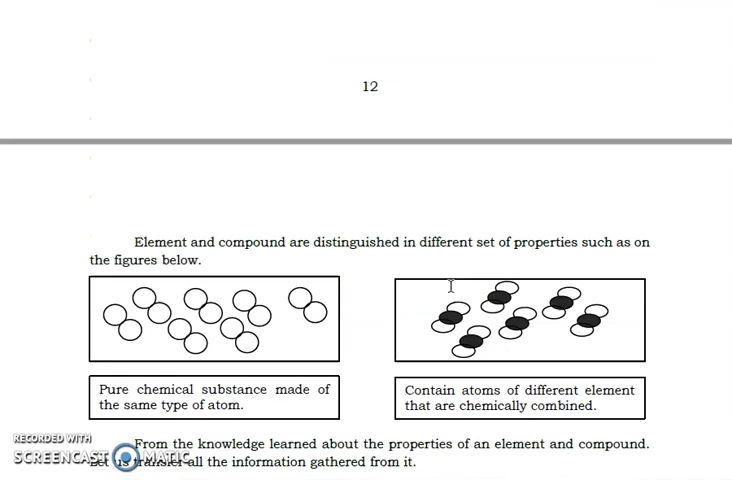 12
Element and compound are distinguished in different set of properties such as on
the figures below.
Pure chemical substance made of
the same type of atom.
Contain atoms of different element
that are chemically combined.
From the knowledge learned about the properties of an element and compound.
Let us transfer all the information gathered from it.
RECORDED WITH
SCREENCAST MATIC